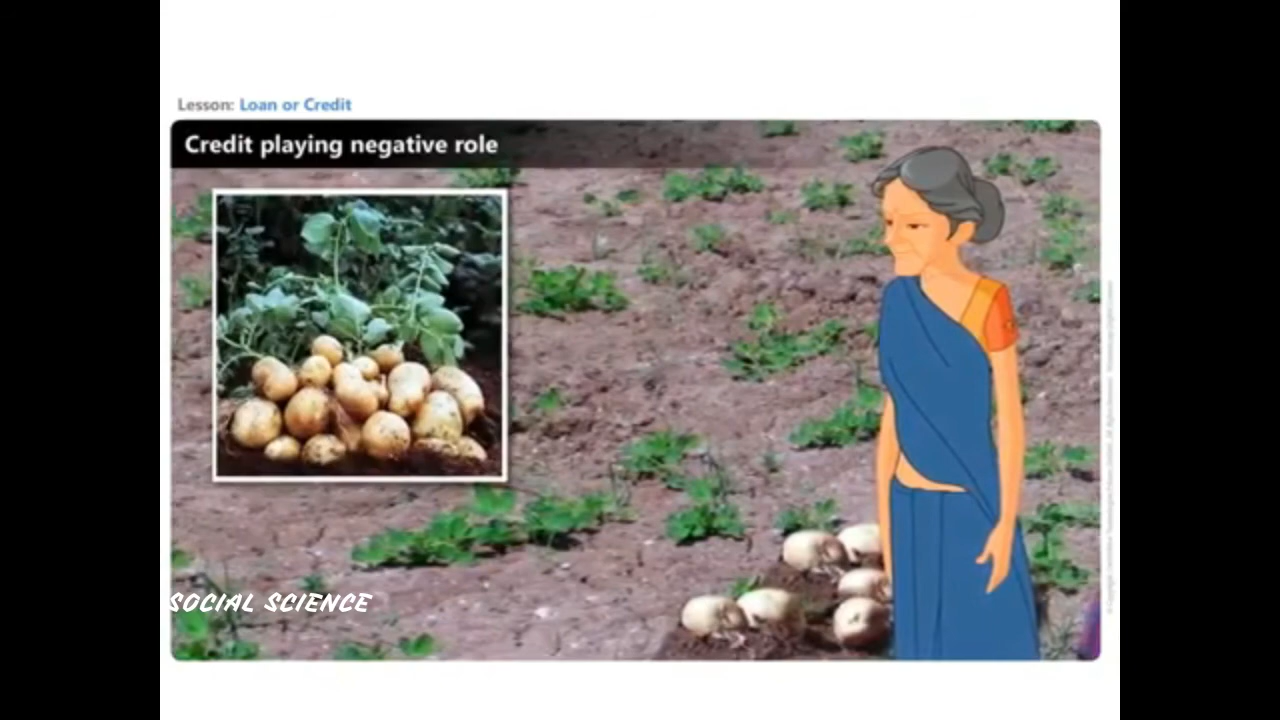 Lesson: Loan or Credit
Credit playing negative role
SOCIAL SCIENCE